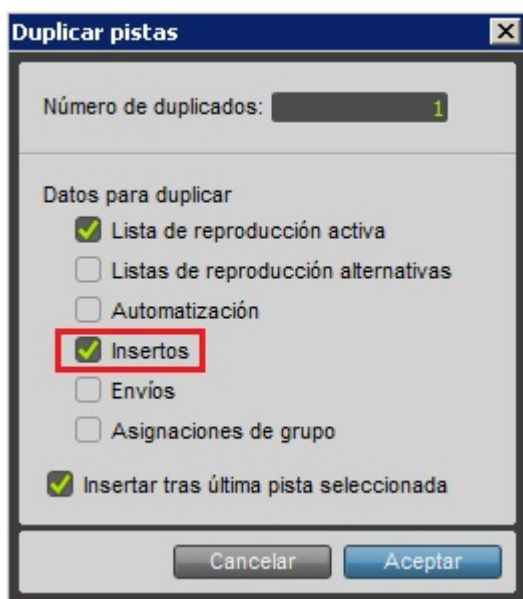 Duplicar pistas
Número de duplicados: 1
Datos para duplicar
Lista de reproducción activa
Listas de reproducción alternativas
Automatización
Insertos
Envíos
Asignaciones de grupo
Insertar tras última pista seleccionada
Cancelar Aceptar